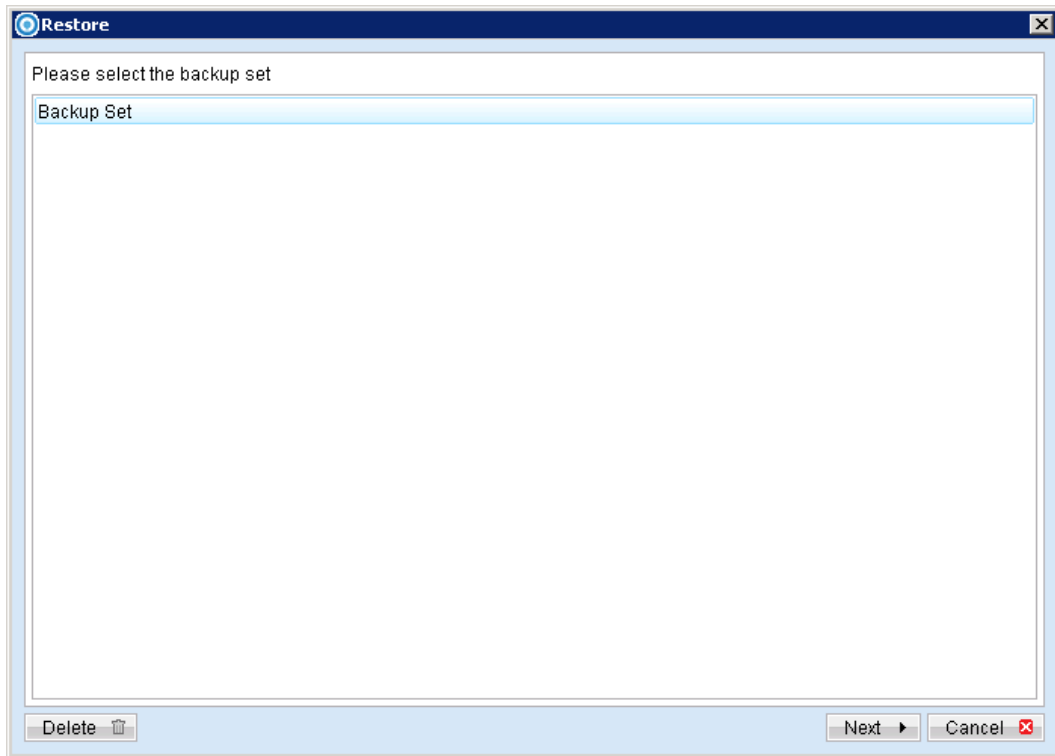 Restore
Please select the backup set
Backup Set
Delete
Next
Cancel